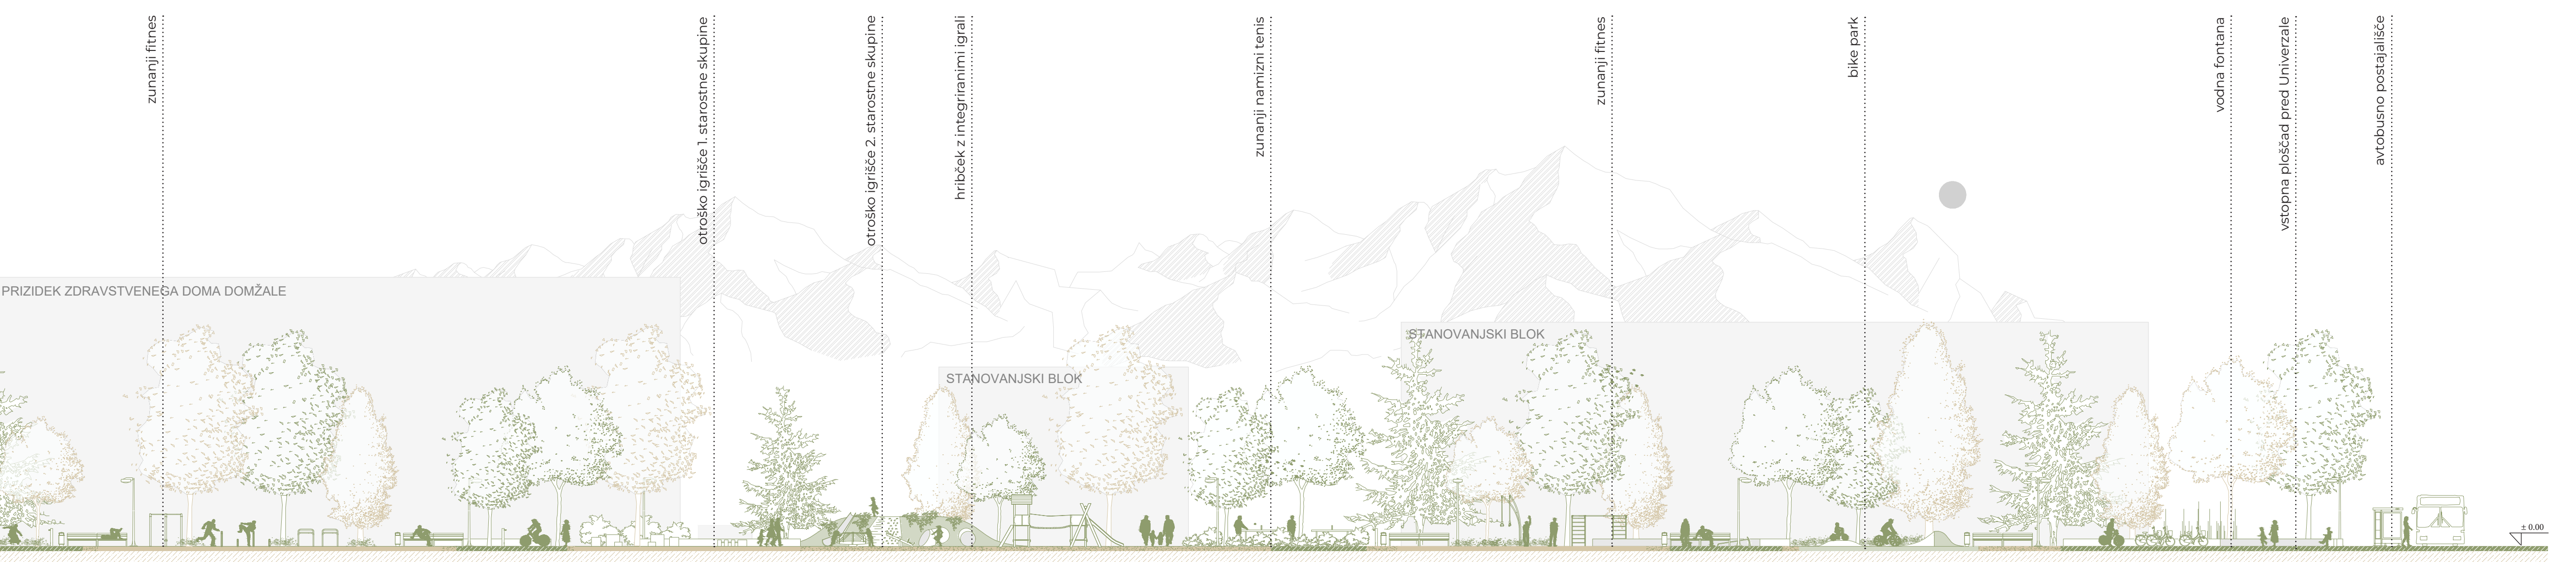 zunanji fitnes
otroško igrišče 1. starostne skupine
otroško igrišče 2. starostne skupine
hribček z integriranimi igrali
zunanji namizni tenis
zunanji fitnes
bike park
vodna fontana
vstopna ploščad pred Univerzale
avtobusno postajališče
PRIZIDEK ZDRAVSTVENEGA DOMA DOMŽALE
STANOVANJSKI BLOK
STANOVANJSKI BLOK
± 0.00